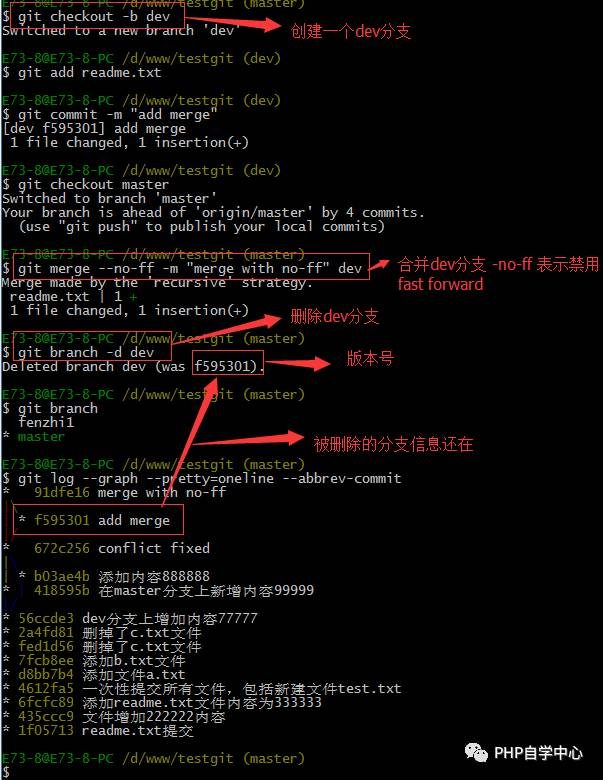 E73-8@E73-8-PC /d/www/testgit (master)
$ git checkout -b dev
创建一个dev分支
Switched to a new branch 'dev'
E73-8@E73-8-PC /d/www/testgit (dev)
$ git add readme.txt
E73-8@E73-8-PC /d/www/testgit (dev)
$ git commit -m "add merge"
[dev f595301] add merge
1 file changed, 1 insertion(+)
E73-8@E73-8-PC /d/www/testgit (dev)
$ git checkout master
Switched to branch 'master'
Your branch is ahead of 'origin/master' by 4 commits.
(use "git push" to publish your local commits)
E73-8@E73-8-PC /d/www/testgit (master)
$ git merge --no-ff -m "merge with no-ff" dev
合并dev分支 -no-ff 表示禁用
fast forward
Merge made by the 'recursive' strategy.
readme.txt | 1 +
1 file changed, 1 insertion(+)
删除dev分支
E73-8@E73-8-PC /d/www/testgit (master)
$ git branch -d dev
Deleted branch dev (was f595301).
版本号
E73-8@E73-8-PC /d/www/testgit (master)
$ git branch
fenzhi1
* master
被删除的分支信息还在
E73-8@E73-8-PC /d/www/testgit (master)
$ git log --graph --pretty=oneline --abbrev-commit
* 91dfe16 merge with no-ff
|\
| * f595301 add merge
|/
* 672c256 conflict fixed
|\
| * b03ae4b 添加内容888888
* | 418595b 在master分支上新增内容99999
|/
* 56ccde3 dev分支上增加内容77777
* 2a4fd81 删掉了c.txt文件
* fed1d56 删掉了c.txt文件
* 7fcb8ee 添加b.txt文件
* d8bb7b4 添加文件a.txt
* 4612fa5 一次性提交所有文件，包括新建文件test.txt
* 6fcfc89 添加readme.txt文件内容为333333
* 435ccc9 文件增加222222内容
* 1f05713 readme.txt提交
E73-8@E73-8-PC /d/www/testgit (master)
$
PHP自学中心